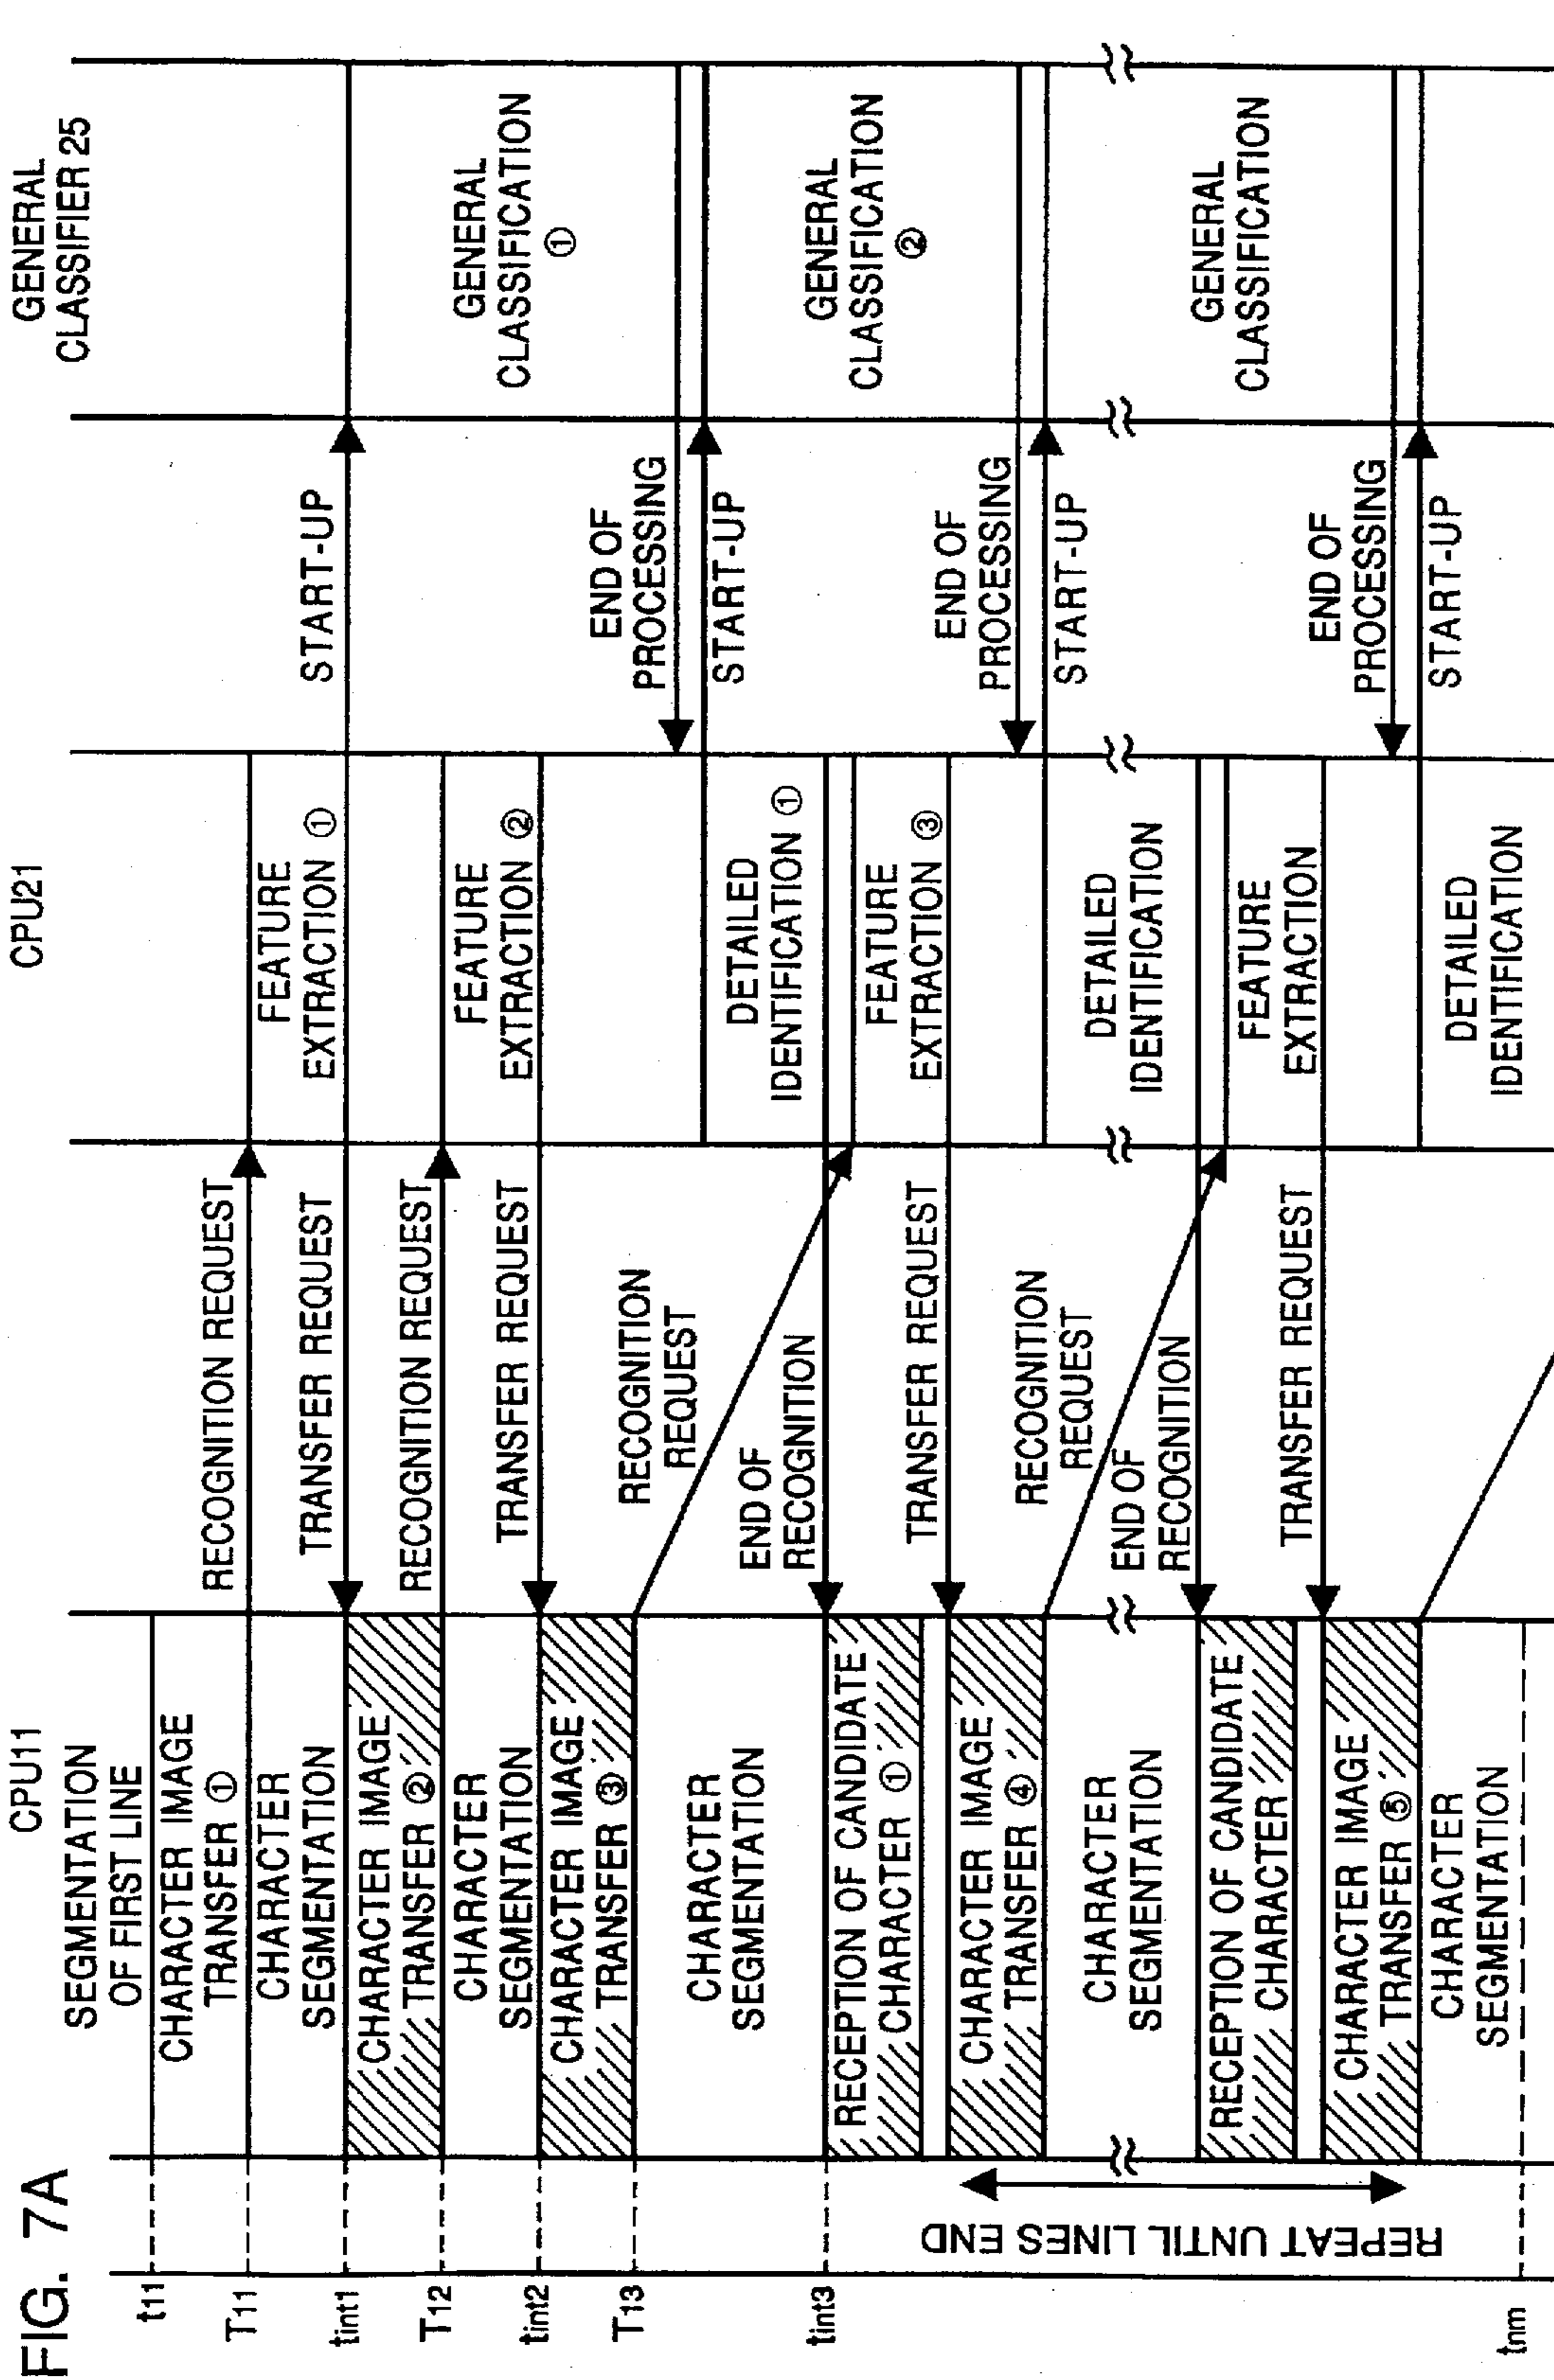 FIG. 7A
CPU11
CPU21
GENERAL
CLASSIFIER 25
t11
T11
tint1
T12
tint2
T13
tint3
tnm
REPEAT UNTIL LINES END
SEGMENTATION
OF FIRST LINE
CHARACTER IMAGE
TRANSFER ①
CHARACTER
SEGMENTATION
CHARACTER IMAGE
TRANSFER ②
CHARACTER
SEGMENTATION
CHARACTER IMAGE
TRANSFER ③
CHARACTER
SEGMENTATION
RECEPTION OF CANDIDATE
CHARACTER ①
CHARACTER IMAGE
TRANSFER ④
CHARACTER
SEGMENTATION
RECEPTION OF CANDIDATE
CHARACTER
CHARACTER IMAGE
TRANSFER ⑤
CHARACTER
SEGMENTATION
RECOGNITION REQUEST
TRANSFER REQUEST
RECOGNITION REQUEST
TRANSFER REQUEST
RECOGNITION
REQUEST
END OF
RECOGNITION
TRANSFER REQUEST
RECOGNITION
REQUEST
END OF
RECOGNITION
TRANSFER REQUEST
FEATURE
EXTRACTION ①
FEATURE
EXTRACTION ②
DETAILED
IDENTIFICATION ①
FEATURE
EXTRACTION ③
DETAILED
IDENTIFICATION
FEATURE
EXTRACTION
DETAILED
IDENTIFICATION
START-UP
END OF
PROCESSING
START-UP
END OF
PROCESSING
START-UP
END OF
PROCESSING
START-UP
GENERAL
CLASSIFICATION
①
GENERAL
CLASSIFICATION
②
GENERAL
CLASSIFICATION